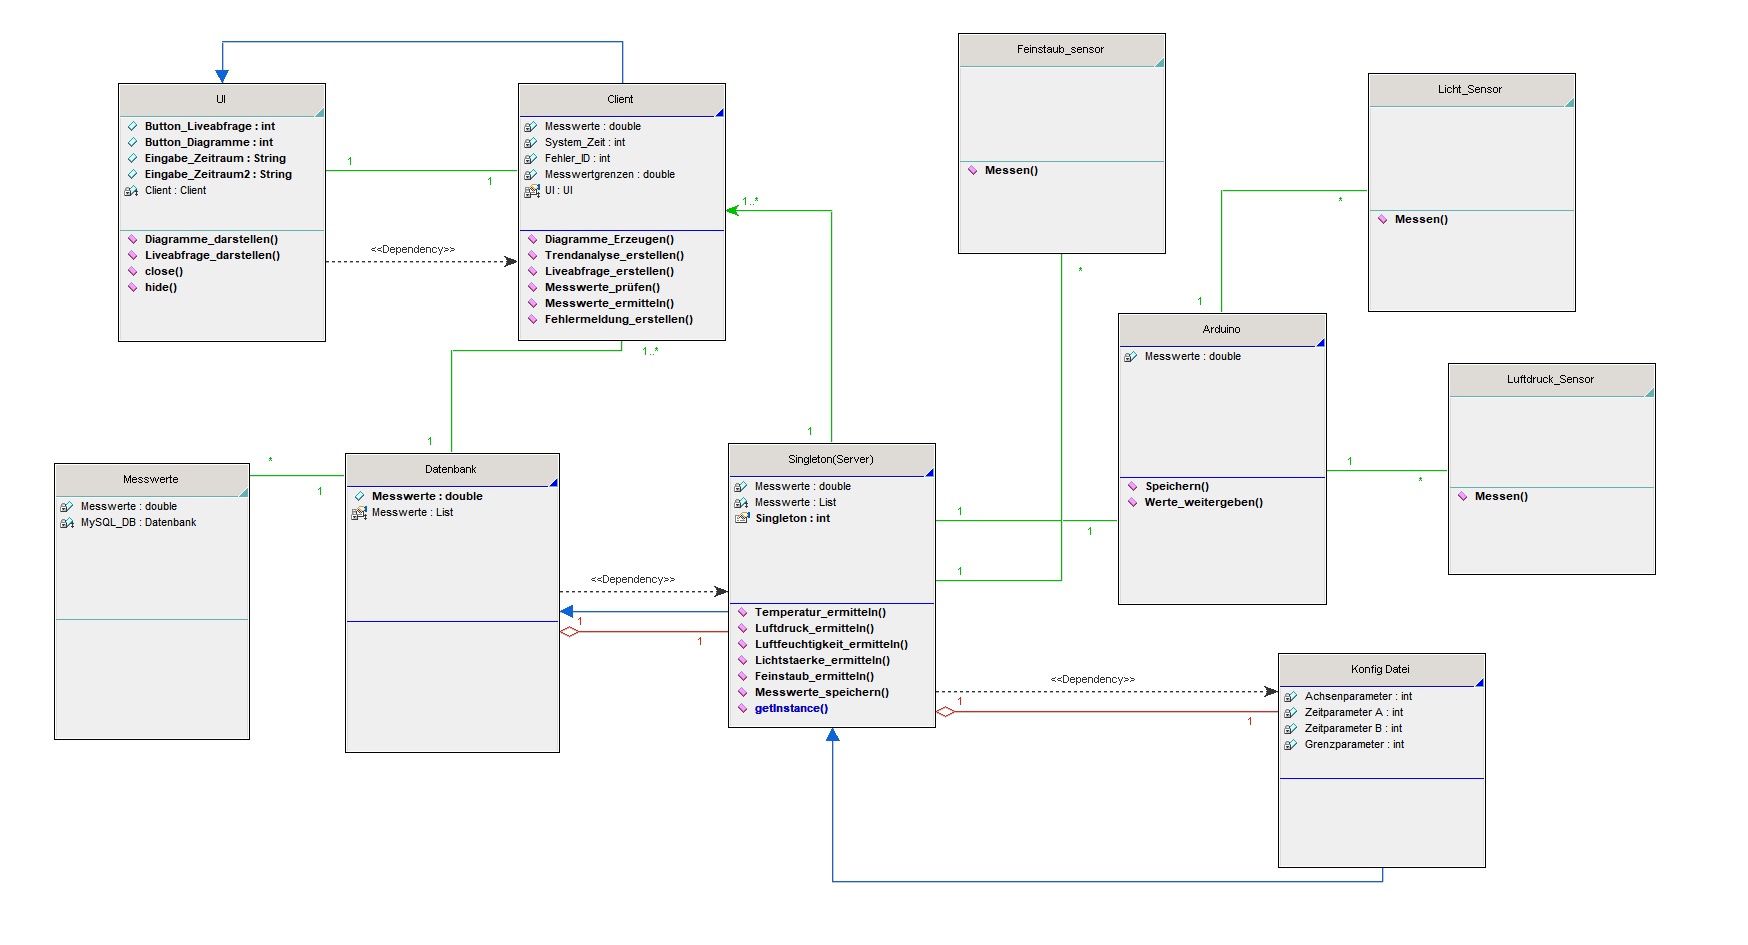 UI
Button_Liveabfrage : int
Button_Diagramme : int
Eingabe_Zeitraum : String
Eingabe_Zeitraum2 : String
Client : Client
Diagramme_darstellen()
Liveabfrage_darstellen()
close()
hide()
1
1
<<Dependency>>
Client
Messwerte : double
System_Zeit : int
Fehler_ID : int
Messwertgrenzen : double
UI : UI
Diagramme_Erzeugen()
Trendanalyse_erstellen()
Liveabfrage_erstellen()
Messwerte_prüfen()
Messwerte_ermitteln()
Fehlermeldung_erstellen()
1..*
1..*
1
1
Feinstaub_sensor
Messen()
*
Licht_Sensor
Messen()
*
1
Arduino
Messwerte : double
Speichern()
Werte_weitergeben()
1
*
Luftdruck_Sensor
Messen()
Messwerte
Messwerte : double
MySQL_DB : Datenbank
*
1
Datenbank
Messwerte : double
Messwerte : List
<<Dependency>>
1
1
Singleton(Server)
Messwerte : double
Messwerte : List
Singleton : int
Temperatur_ermitteln()
Luftdruck_ermitteln()
Luftfeuchtigkeit_ermitteln()
Lichtstaerke_ermitteln()
Feinstaub_ermitteln()
Messwerte_speichern()
getInstance()
1
1
1
<<Dependency>>
1
1
Konfig Datei
Achsenparameter : int
Zeitparameter A : int
Zeitparameter B : int
Grenzparameter : int